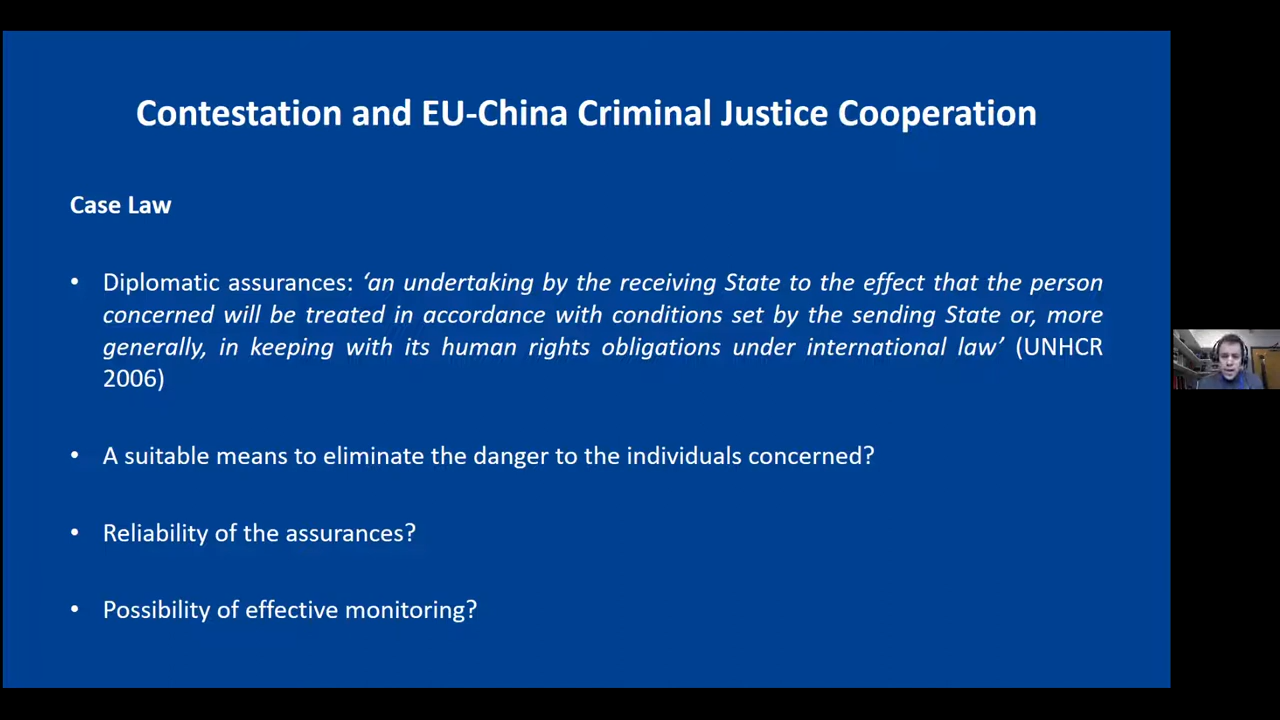 Contestation and EU-China Criminal Justice Cooperation
Case Law
• Diplomatic assurances: ‘an undertaking by the receiving State to the effect that the person
concerned will be treated in accordance with conditions set by the sending State or, more
generally, in keeping with its human rights obligations under international law’ (UNHCR
2006)
• A suitable means to eliminate the danger to the individuals concerned?
• Reliability of the assurances?
• Possibility of effective monitoring?